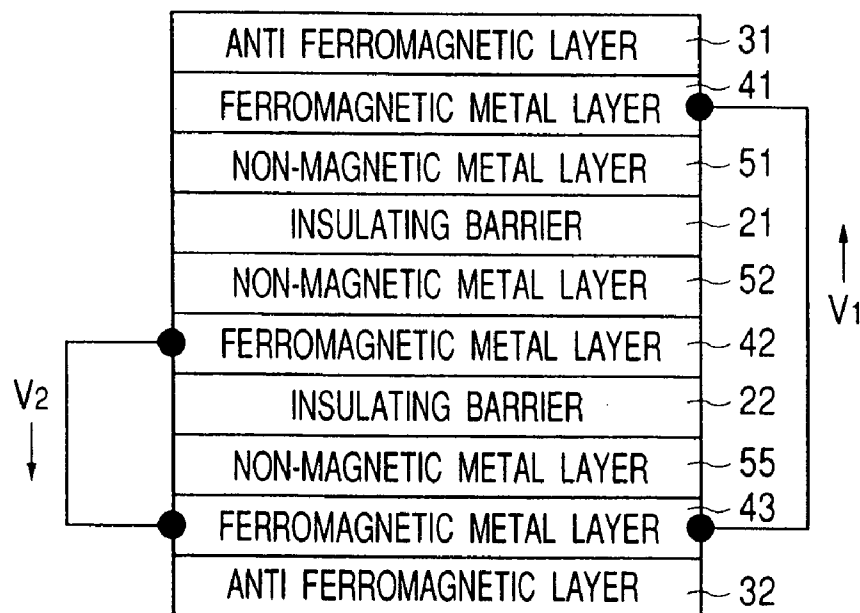 ANTI FERROMAGNETIC LAYER 31
FERROMAGNETIC METAL LAYER 41
NON-MAGNETIC METAL LAYER 51
INSULATING BARRIER 21
NON-MAGNETIC METAL LAYER 52
V1
FERROMAGNETIC METAL LAYER 42
V2
INSULATING BARRIER 22
NON-MAGNETIC METAL LAYER 55
FERROMAGNETIC METAL LAYER 43
ANTI FERROMAGNETIC LAYER 32